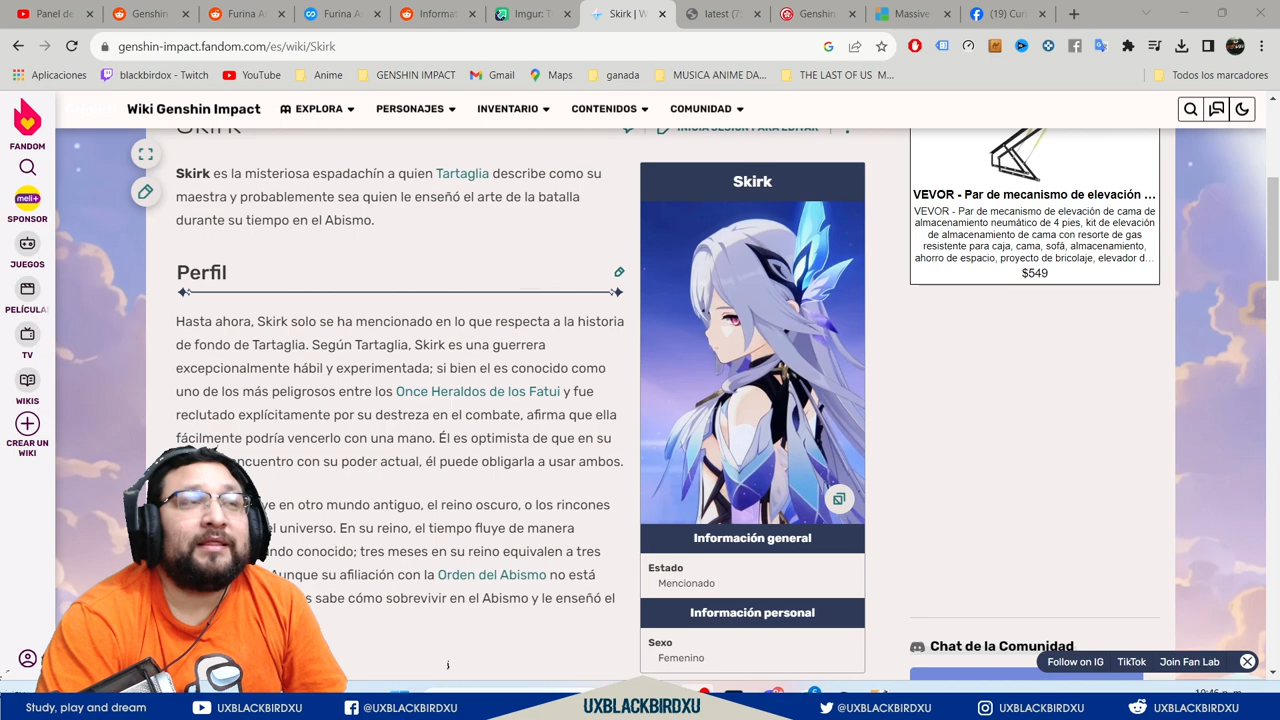 Panel de
Genshin
Furina A
Furina As
Informat
Imgur: T
Skirk | W
latest (7
Genshin
Massive
(19) Curi
genshin-impact.fandom.com/es/wiki/Skirk
Aplicaciones
blackbirdox - Twitch
YouTube
Anime
GENSHIN IMPACT
Gmail
Maps
ganada
MUSICA ANIME DA...
THE LAST OF US M...
Todos los marcadores
FANDOM
Wiki Genshin Impact
EXPLORA
PERSONAJES
INVENTARIO
CONTENIDOS
COMUNIDAD
meli+
SPONSOR
JUEGOS
PELÍCULAS
TV
WIKIS
CREAR UN
WIKI
Skirk
INICIA SESIÓN PARA EDITAR
Skirk es la misteriosa espadachín a quien Tartaglia describe como su
maestra y probablemente sea quien le enseñó el arte de la batalla
durante su tiempo en el Abismo.
Perfil
Hasta ahora, Skirk solo se ha mencionado en lo que respecta a la historia
de fondo de Tartaglia. Según Tartaglia, Skirk es una guerrera
excepcionalmente hábil y experimentada; si bien el es conocido como
uno de los más peligrosos entre los Once Heraldos de los Fatui y fue
reclutado explícitamente por su destreza en el combate, afirma que ella
fácilmente podría vencerlo con una mano. Él es optimista de que en su
encuentro con su poder actual, él puede obligarla a usar ambos.
en otro mundo antiguo, el reino oscuro, o los rincones
universo. En su reino, el tiempo fluye de manera
conocido; tres meses en su reino equivalen a tres
Aunque su afiliación con la Orden del Abismo no está
sabe cómo sobrevivir en el Abismo y le enseñó el
Skirk
Información general
Estado
Mencionado
Información personal
Sexo
Femenino
VEVOR - Par de mecanismo de elevación ...
VEVOR - Par de mecanismo de elevación de cama de
almacenamiento neumático de 4 pies, kit de elevación
de almacenamiento de cama con resorte de gas
resistente para caja, cama, sofá, almacenamiento,
ahorro de espacio, proyecto de bricolaje, elevador d...
$549
Chat de la Comunidad
Follow on IG
TikTok
Join Fan Lab
10:46 p. m.
Study, play and dream
UXBLACKBIRDXU
@UXBLACKBIRDXU
UXBLACKBIRDXU
@UXBLACKBIRDXU
UXBLACKBIRDXU
UXBLACKBIRDXU